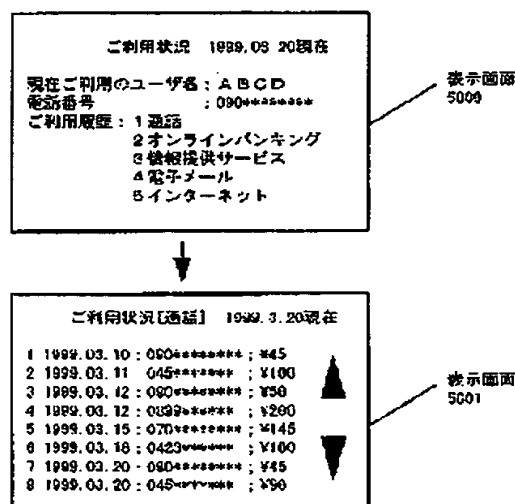 ご利用状況 1999.03 20現在
現在ご利用のユーザ名：ABCD
電話番号 ：090********
ご利用履歴：1 通話
2 オンラインバンキング
3 情報提供サービス
4 電子メール
5 インターネット
表示画面
5000
ご利用状況[通話] 1999.3.20現在
1 1999.03.10：090********；¥45
2 1999.03.11 045*******；¥100
3 1999.03.12：090********；¥50
4 1999.03.12：0899******；¥200
5 1999.03.15：070********；¥145
6 1999.03.18：0423******；¥100
7 1999.03.20 090********；¥45
8 1999.03.20：045*******；¥90
表示画面
5001